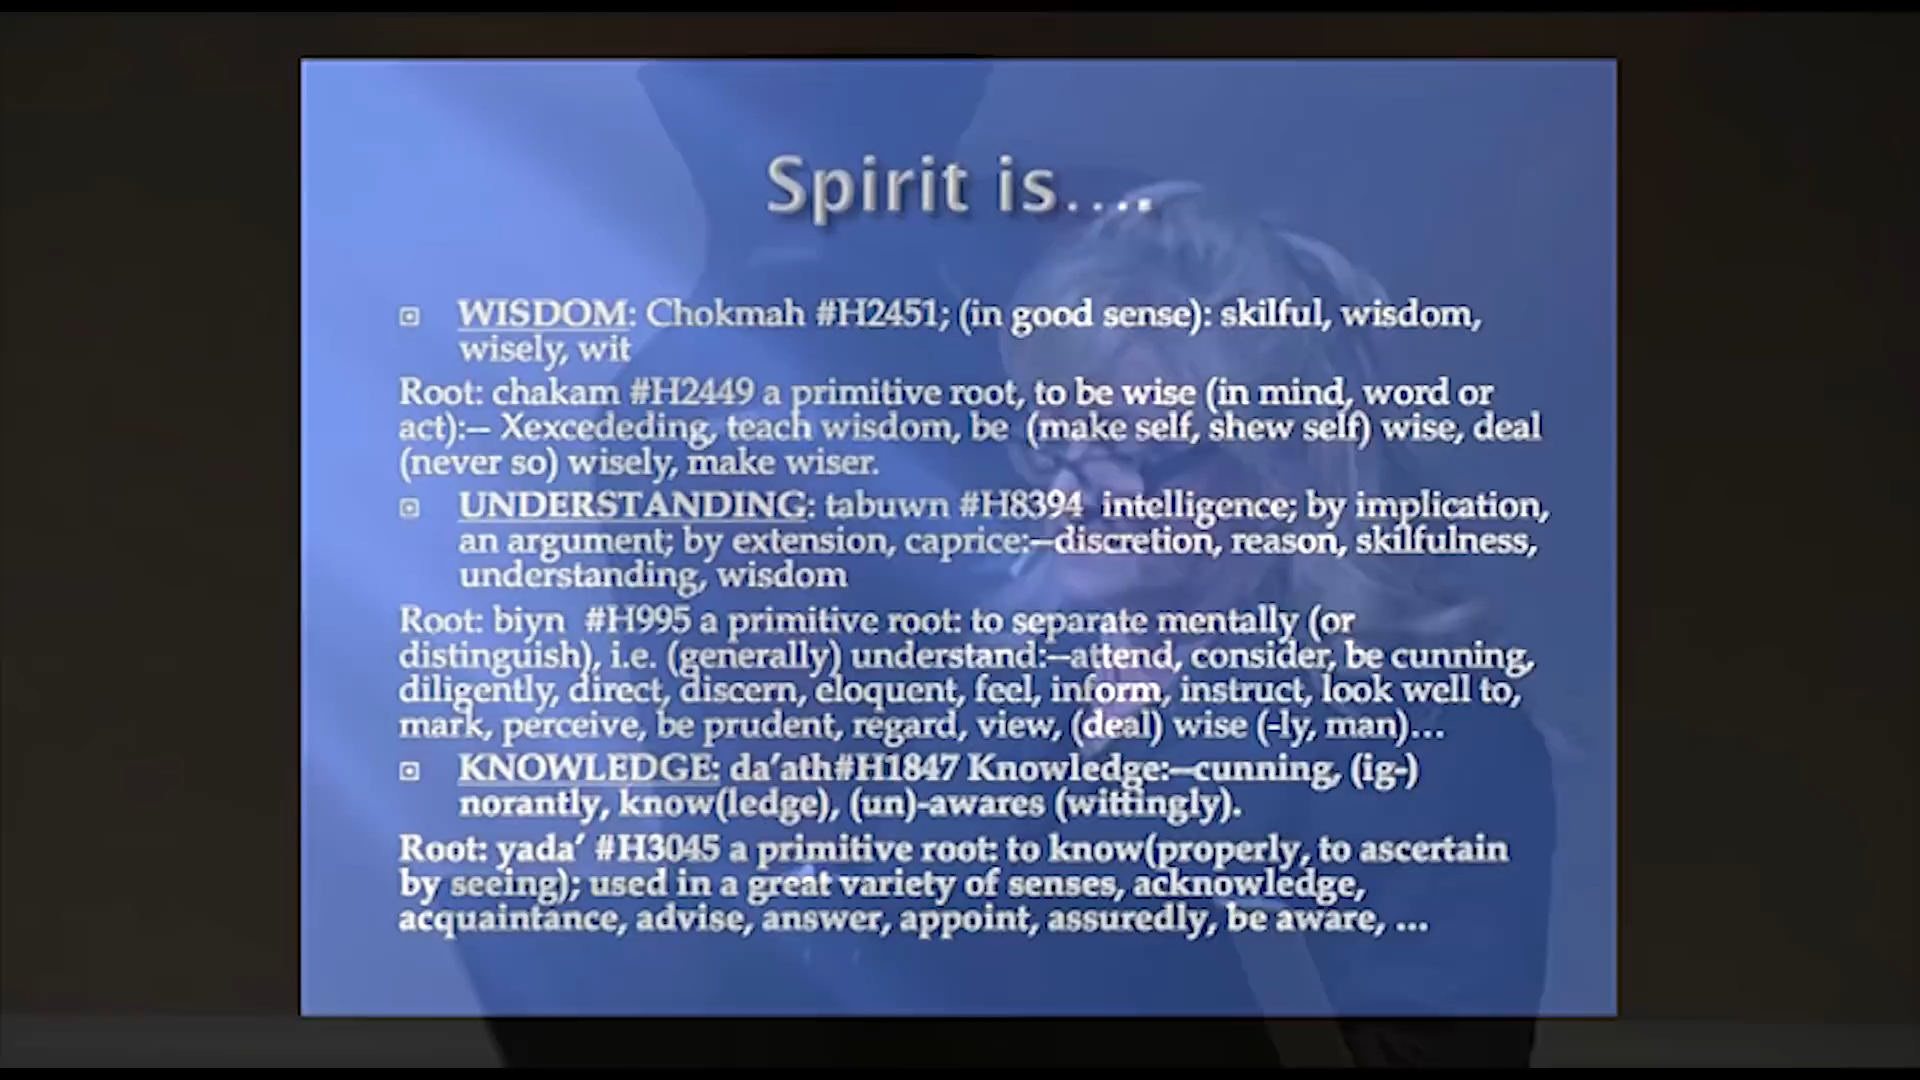 Spirit is....
WISDOM: Chokmah #H2451; (in good sense): skilful, wisdom,
wisely, wit
Root: chakam #H2449 a primitive root, to be wise (in mind, word or
act):-- Xexcededing, teach wisdom, be (make self, shew self) wise, deal
(never so) wisely, make wiser.
UNDERSTANDING: tabuwn #H8394 intelligence; by implication,
an argument; by extension, caprice:--discretion, reason, skilfulness,
understanding, wisdom
Root: biyn #H995 a primitive root: to separate mentally (or
distinguish), i.e. (generally) understand:--attend, consider, be cunning,
diligently, direct, discern, eloquent, feel, inform, instruct, look well to,
mark, perceive, be prudent, regard, view, (deal) wise (-ly, man)...
KNOWLEDGE: da’ath#H1847 Knowledge:--cunning, (ig-)
norantly, know(ledge), (un)-awares (wittingly).
Root: yada’ #H3045 a primitive root: to know(properly, to ascertain
by seeing); used in a great variety of senses, acknowledge,
acquaintance, advise, answer, appoint, assuredly, be aware, ...